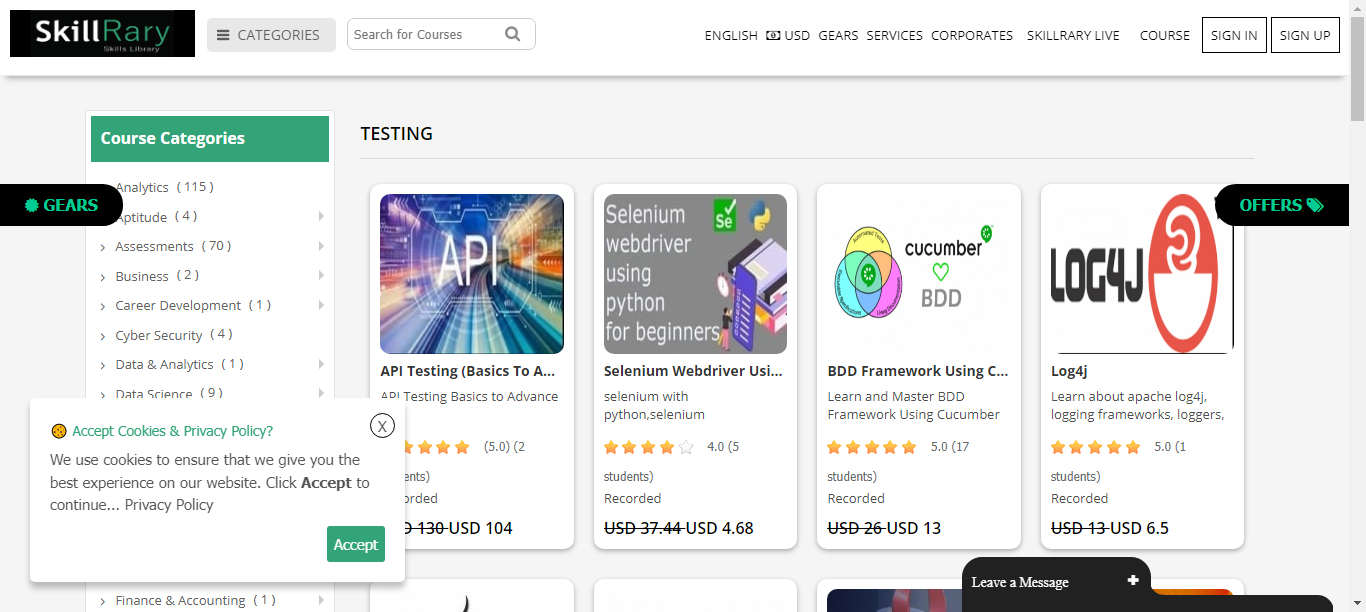 SkillRary
Skills Library
CATEGORIES
Search for Courses
ENGLISH USD GEARS SERVICES CORPORATES SKILLRARY LIVE COURSE SIGN IN SIGN UP
Course Categories
Analytics ( 115 )
Aptitude ( 4 )
Assessments ( 70 )
Business ( 2 )
Career Development ( 1 )
Cyber Security ( 4 )
Data & Analytics ( 1 )
Data Science ( 9 )
Finance & Accounting ( 1 )
GEARS
OFFERS
TESTING
API
API Testing (Basics To A...
API Testing Basics to Advance
(5.0) (2
ents)
orded
130 USD 104
Selenium
webdriver
using
python
for beginners
Se
Selenium Webdriver Usi...
selenium with
python,selenium
4.0 (5
students)
Recorded
USD 37.44 USD 4.68
cucumber
BDD
BDD Framework Using C...
Learn and Master BDD
Framework Using Cucumber
5.0 (17
students)
Recorded
USD 26 USD 13
LOG4J
Log4j
Learn about apache log4j,
logging frameworks, loggers,
5.0 (1
students)
Recorded
USD 13 USD 6.5
Accept Cookies & Privacy Policy?
X
We use cookies to ensure that we give you the
best experience on our website. Click Accept to
continue... Privacy Policy
Accept
Leave a Message